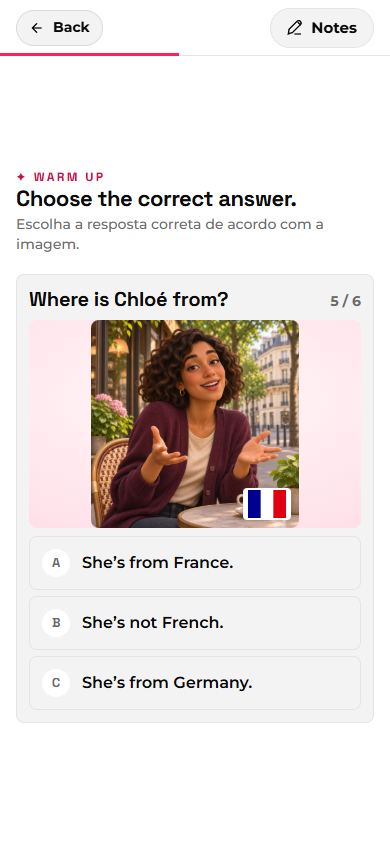 Back
Notes
WARM UP
Choose the correct answer.
Escolha a resposta correta de acordo com a
imagem.
Where is Chloé from?
5 / 6
A She’s from France.
B She’s not French.
C She’s from Germany.